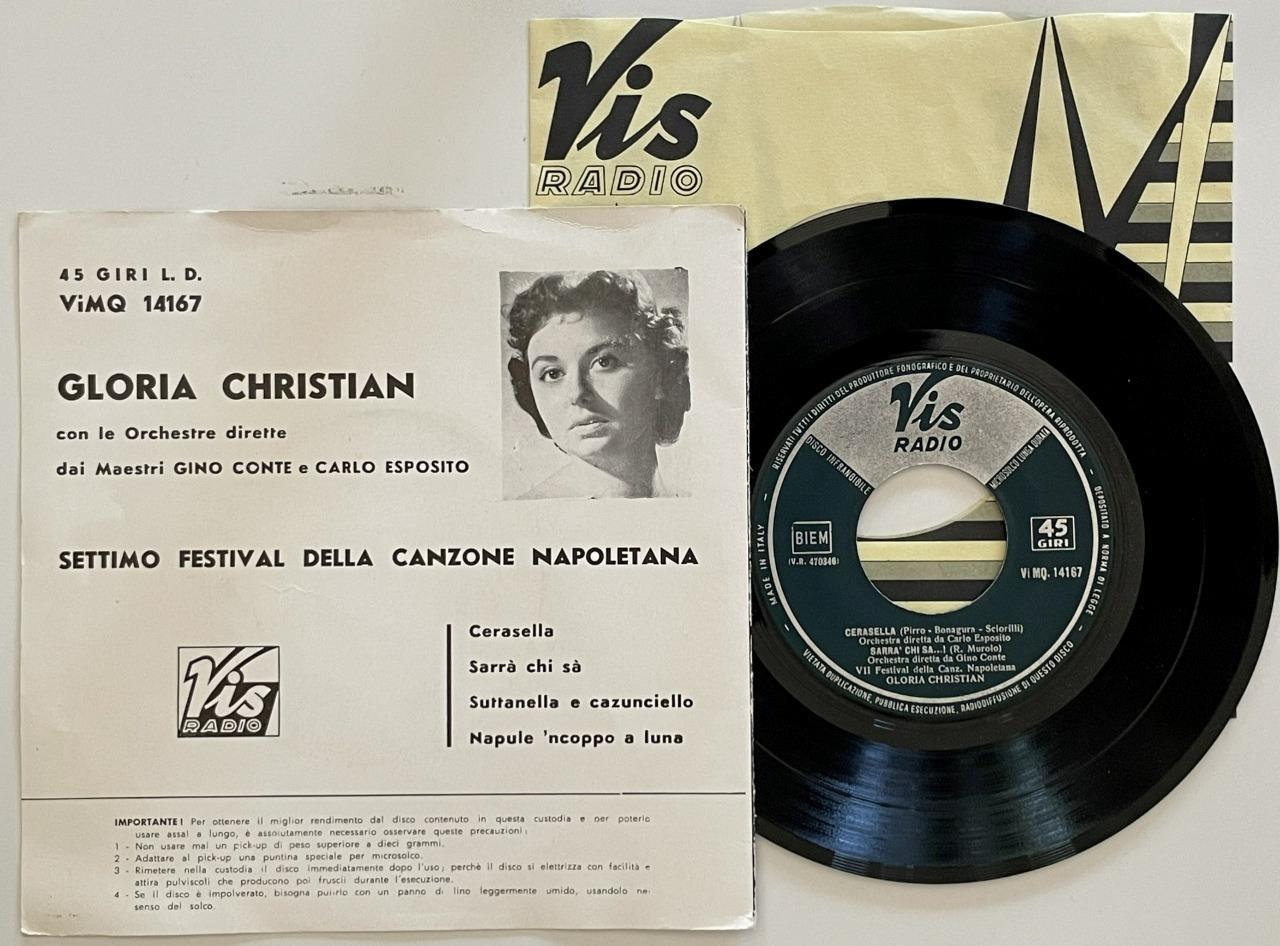 Vis
RADIO
45 GIRI L. D.
ViMQ 14167
GLORIA CHRISTIAN
con le Orchestre dirette
dai Maestri GINO CONTE e CARLO ESPOSITO
SETTIMO FESTIVAL DELLA CANZONE NAPOLETANA
Cerasella
Sarrà chi sà
Suttanella e cazunciello
Napule 'ncoppo a luna
Vis
RADIO
IMPORTANTE! Per ottenere il miglior rendimento dal disco contenuto in questa custodia e per poterlo
usare assai a lungo, è assolutamente necessario osservare queste precauzioni:
1 - Non usare mai un pick-up di peso superiore a dieci grammi.
2 - Adattare al pick-up una puntina speciale per microsolco.
3 - Rimetere nella custodia il disco immediatamente dopo l'uso; perchè il disco si elettrizza con facilità e
attira pulviscoli che producono poi fruscii durante l'esecuzione.
4 - Se il disco è impolverato, bisogna pulirlo con un panno di lino leggermente umido, usandolo nel
senso del solco.
RISERVATI TUTTI I DIRITTI DEL PRODUTTORE FONOGRAFICO E DEL PROPRIETARIO DELL'OPERA RIPRODOTTA
- DEPOSITATO A NORMA DI LEGGE -
VIETATA DUPLICAZIONE, PUBBLICA ESECUZIONE, RADIODIFFUSIONE DI QUESTO DISCO
- MADE IN ITALY -
Vis
RADIO
DISCO INFRANGIBILE
MICROSOLCO LUNGA DURATA
BIEM
(V.R. 470346)
45
GIRI
Vi MQ. 14167
CERASELLA (Pirro - Bonagura - Sciorilli)
Orchestra diretta da Carlo Esposito
SARRA' CHI SA...! (R. Murolo)
Orchestra diretta da Gino Conte
VII Festival della Canz. Napoletana
GLORIA CHRISTIAN